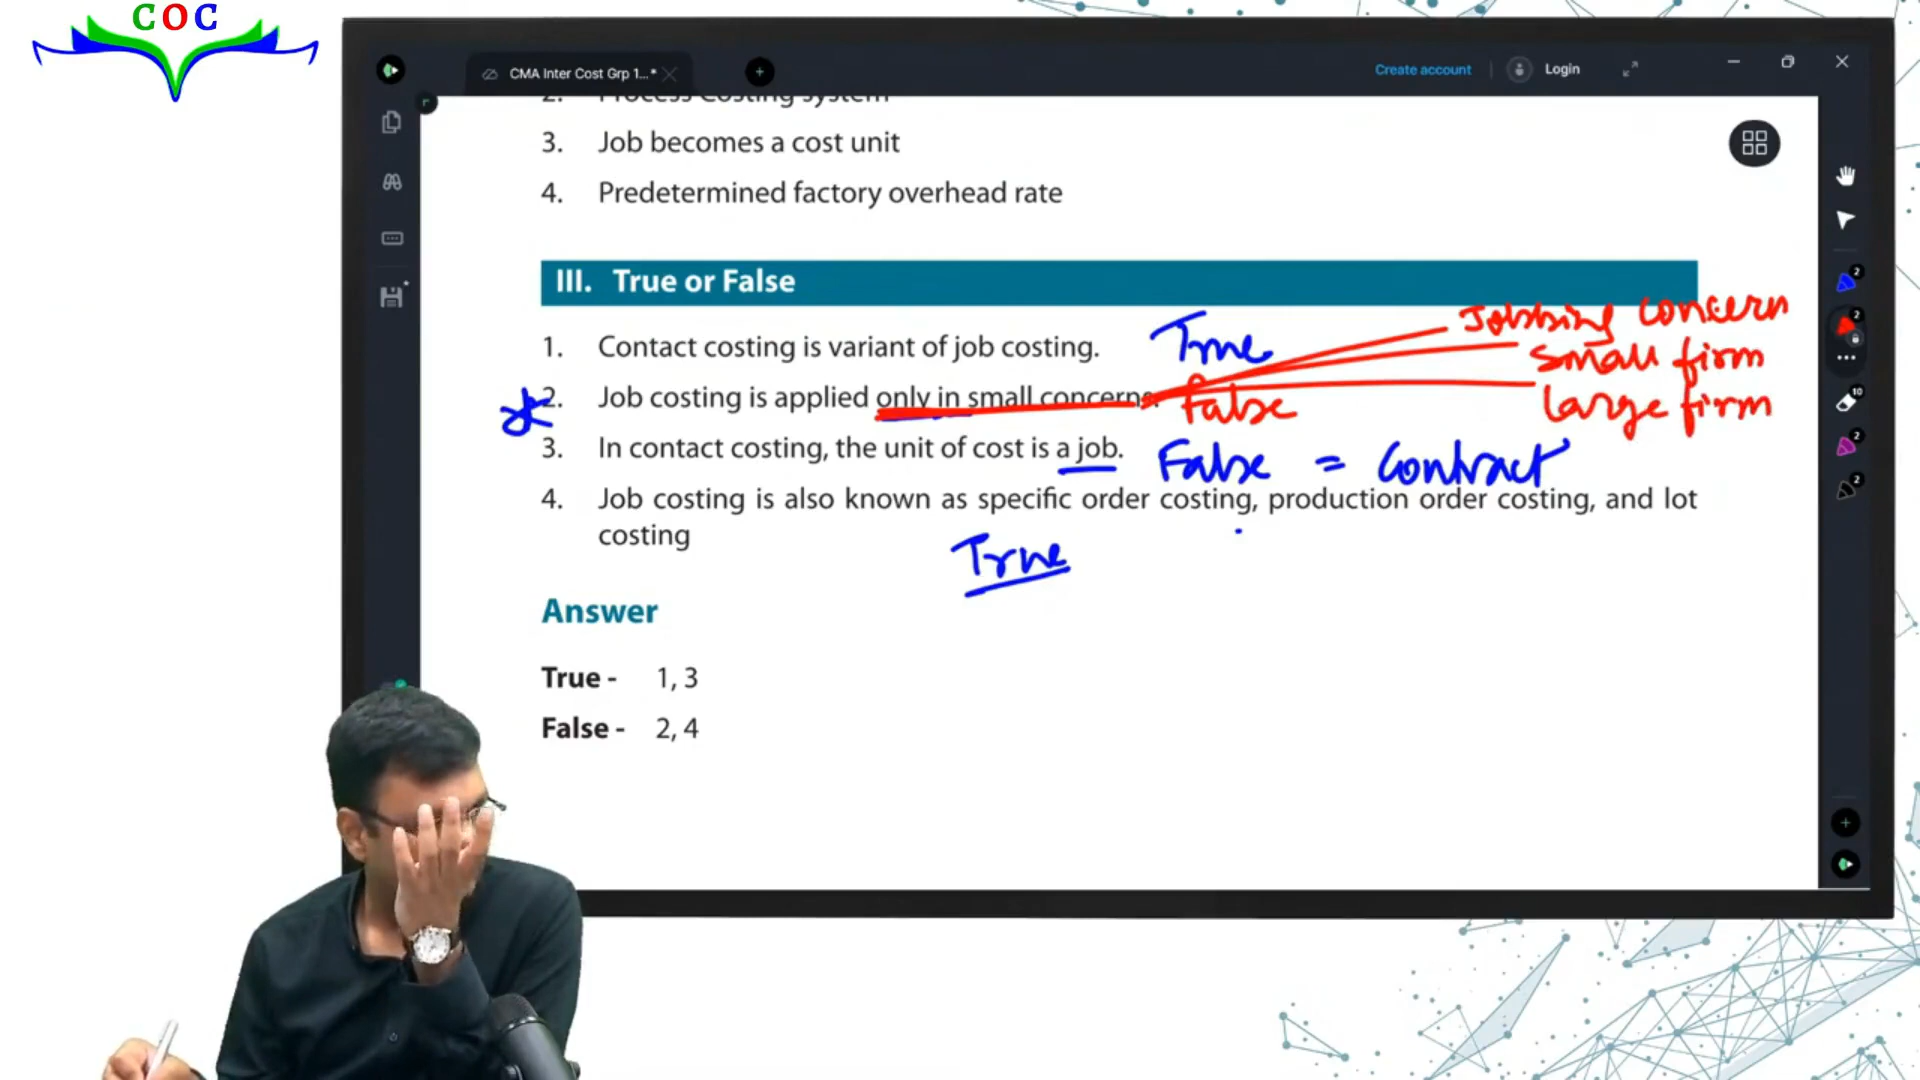 COC
CMA Inter Cost Grp 1...*
Create account
Login
2. Process Costing system
3. Job becomes a cost unit
4. Predetermined factory overhead rate
III. True or False
Jobbing concern
1. Contact costing is variant of job costing. True
small firm
2. Job costing is applied only in small concerns. False
large firm
3. In contact costing, the unit of cost is a job. False = Contract
4. Job costing is also known as specific order costing, production order costing, and lot
costing
True
Answer
True - 1, 3
False - 2, 4